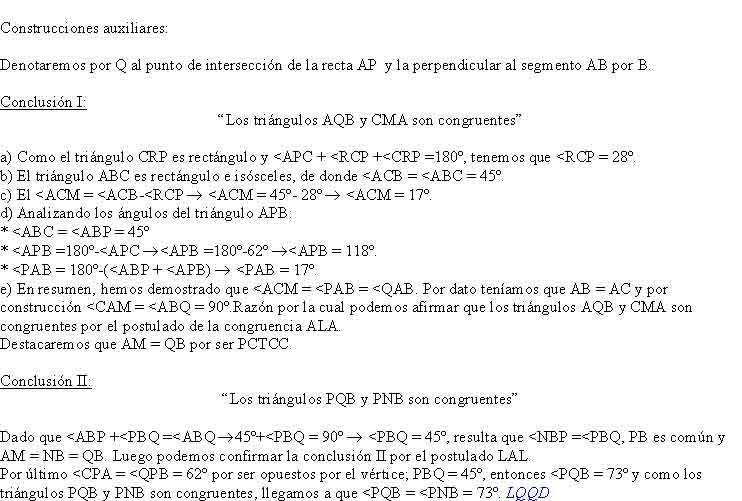 Construcciones auxiliares:
Denotaremos por Q al punto de intersección de la recta AP y la perpendicular al segmento AB por B.
Conclusión I:
“Los triángulos AQB y CMA son congruentes”
a) Como el triángulo CRP es rectángulo y <APC + <RCP +<CRP =180º, tenemos que <RCP = 28º.
b) El triángulo ABC es rectángulo e isósceles, de donde <ACB = <ABC = 45º.
c) El <ACM = <ACB-<RCP → <ACM = 45º- 28º → <ACM = 17º.
d) Analizando los ángulos del triángulo APB:
* <ABC = <ABP = 45º
* <APB =180º-<APC → <APB =180º-62º → <APB = 118º.
* <PAB = 180º-(<ABP + <APB) → <PAB = 17º.
e) En resumen, hemos demostrado que <ACM = <PAB = <QAB. Por dato teníamos que AB = AC y por
construcción <CAM = <ABQ = 90º.Razón por la cual podemos afirmar que los triángulos AQB y CMA son
congruentes por el postulado de la congruencia ALA.
Destacaremos que AM = QB por ser PCTCC.
Conclusión II:
“Los triángulos PQB y PNB son congruentes”
Dado que <ABP +<PBQ =<ABQ→45º+<PBQ = 90º → <PBQ = 45º, resulta que <NBP =<PBQ, PB es común y
AM = NB = QB. Luego podemos confirmar la conclusión II por el postulado LAL.
Por último <CPA = <QPB = 62º por ser opuestos por el vértice; PBQ = 45º, entonces <PQB = 73º y como los
triángulos PQB y PNB son congruentes, llegamos a que <PQB = <PNB = 73º. LQQD